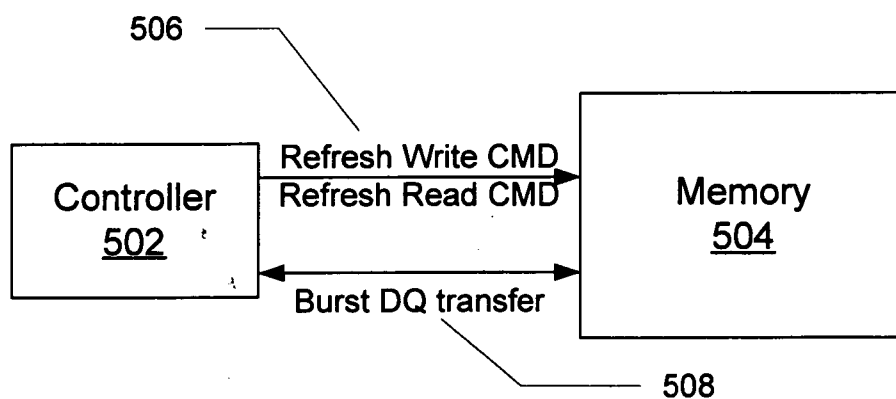 506
Refresh Write CMD
Refresh Read CMD
Controller
502
Memory
504
Burst DQ transfer
508